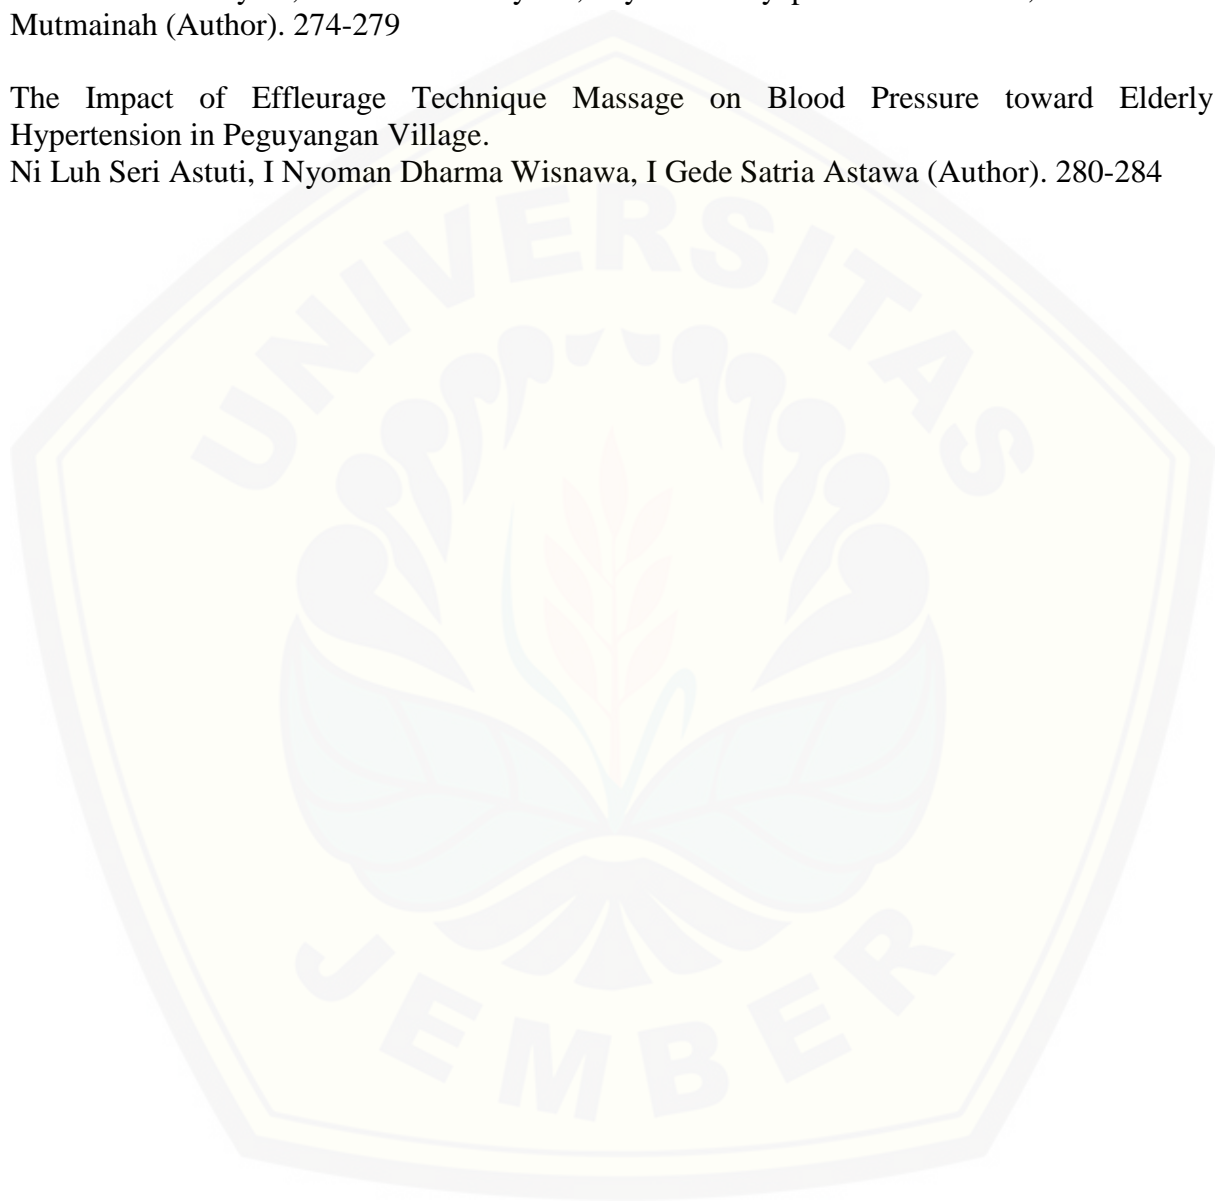 Mutmainah (Author). 274-279
The Impact of Effleurage Technique Massage on Blood Pressure toward Elderly
Hypertension in Peguyangan Village.
Ni Luh Seri Astuti, I Nyoman Dharma Wisnawa, I Gede Satria Astawa (Author). 280-284
UNIVERSITAS
JEMBER